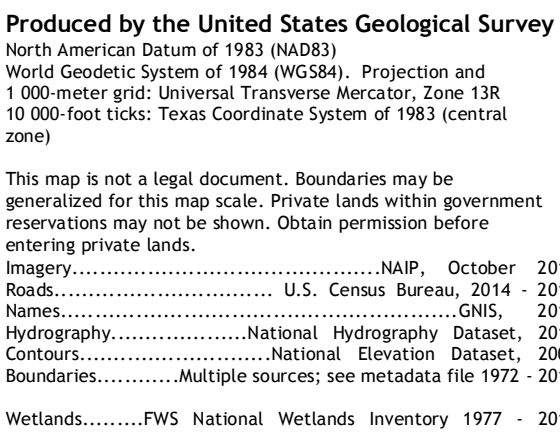 Produced by the United States Geological Survey
North American Datum of 1983 (NAD83)
World Geodetic System of 1984 (WGS84). Projection and
1 000-meter grid: Universal Transverse Mercator, Zone 13R
10 000-foot ticks: Texas Coordinate System of 1983 (central
zone)
This map is not a legal document. Boundaries may be
generalized for this map scale. Private lands within government
reservations may not be shown. Obtain permission before
entering private lands.
Imagery............................................NAIP, October
Roads............................... U.S. Census Bureau, 2014 -
Names.........................................................GNIS,
Hydrography...................National Hydrography Dataset,
Contours...........................National Elevation Dataset,
Boundaries............Multiple sources; see metadata file 1972 -
Wetlands.........FWS National Wetlands Inventory 1977 -